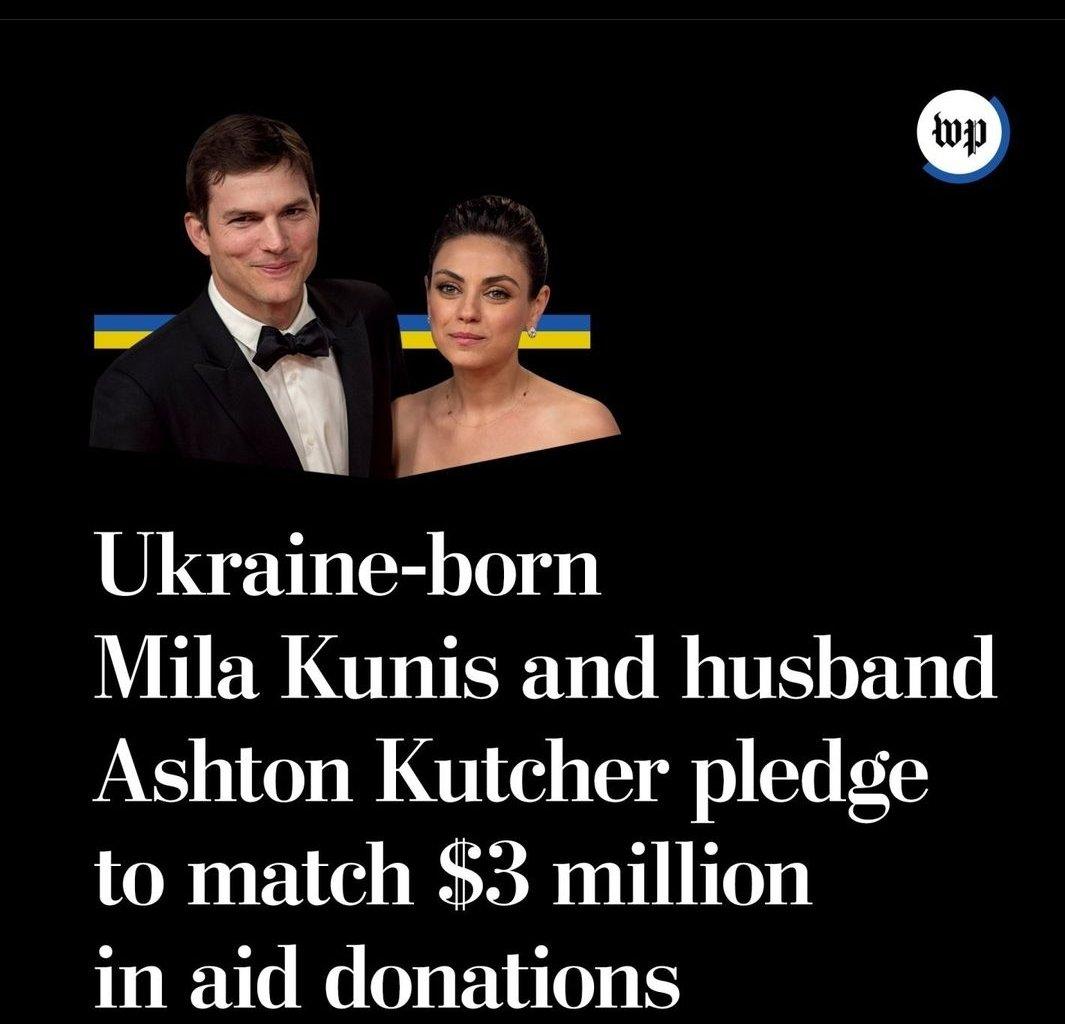 wp
Ukraine-born
Mila Kunis and husband
Ashton Kutcher pledge
to match $3 million
in aid donations